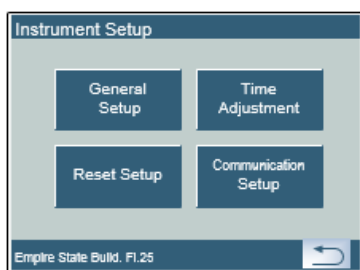 Instrument Setup
General
Setup
Time
Adjustment
Reset Setup
Communication
Setup
Empire State Build. Fl.25